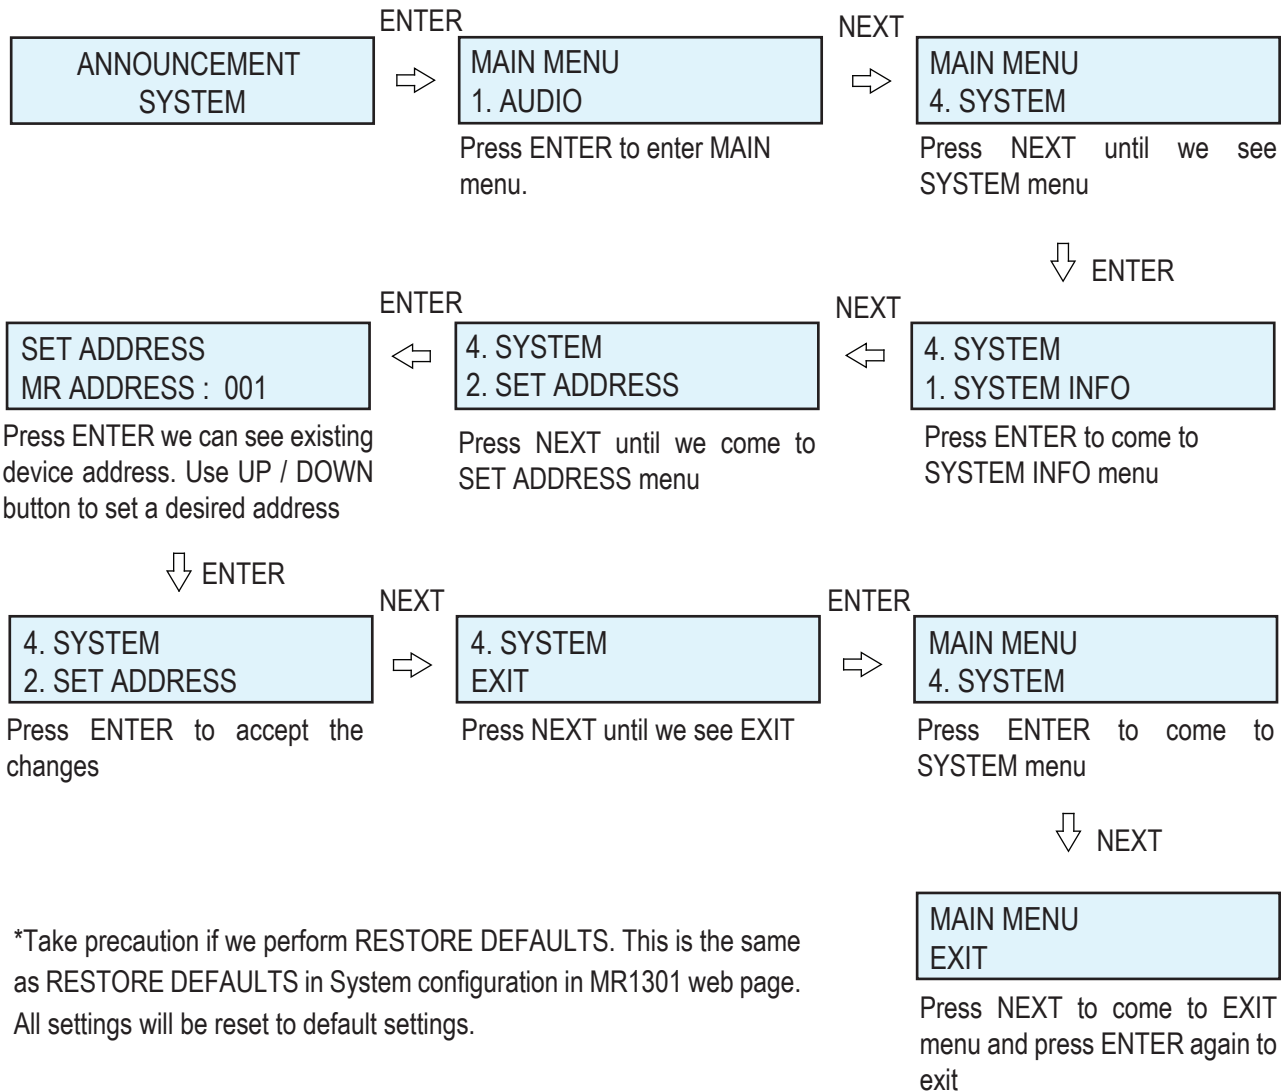 ENTER
NEXT
ANNOUNCEMENT
SYSTEM
MAIN MENU
1. AUDIO
MAIN MENU
4. SYSTEM
Press ENTER to enter MAIN
menu.
Press NEXT until we see
SYSTEM menu
ENTER
ENTER
NEXT
SET ADDRESS
MR ADDRESS : 001
4. SYSTEM
2. SET ADDRESS
4. SYSTEM
1. SYSTEM INFO
Press ENTER we can see existing
device address. Use UP / DOWN
button to set a desired address
Press NEXT until we come to
SET ADDRESS menu
Press ENTER to come to
SYSTEM INFO menu
ENTER
NEXT
ENTER
4. SYSTEM
2. SET ADDRESS
4. SYSTEM
EXIT
MAIN MENU
4. SYSTEM
Press ENTER to accept the
changes
Press NEXT until we see EXIT
Press ENTER to come to
SYSTEM menu
NEXT
MAIN MENU
EXIT
*Take precaution if we perform RESTORE DEFAULTS. This is the same
as RESTORE DEFAULTS in System configuration in MR1301 web page.
All settings will be reset to default settings.
Press NEXT to come to EXIT
menu and press ENTER again to
exit